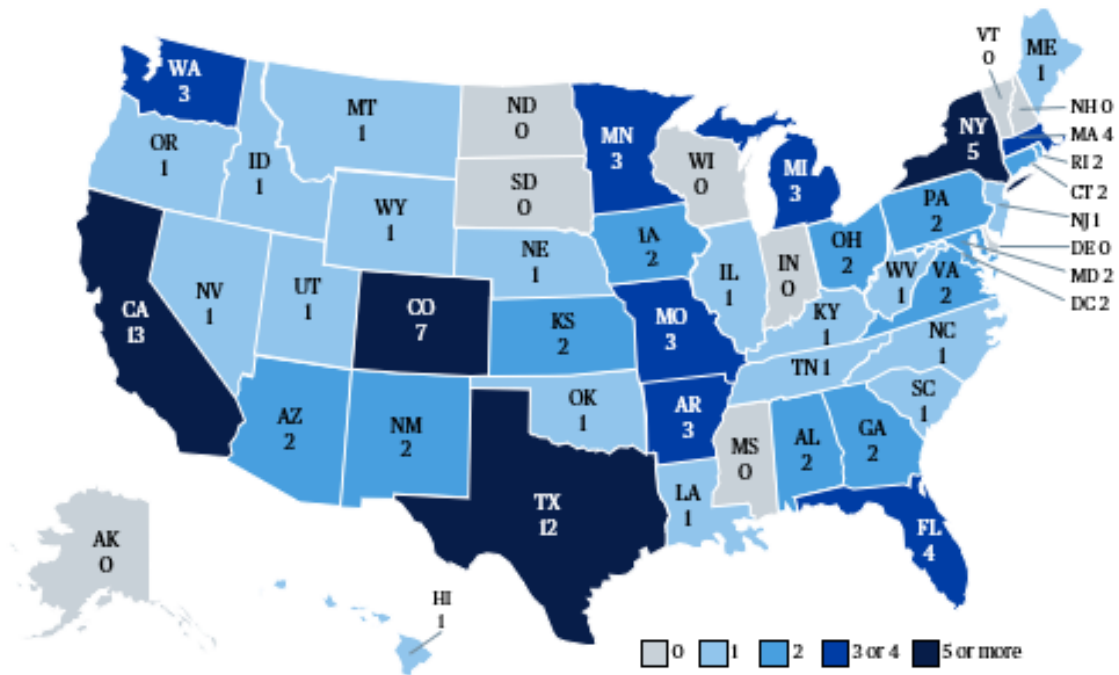 VT
0
ME
1
WA
3
NH 0
MA 4
RI 2
CT 2
NJ 1
DE 0
MD 2
DC 2
MT
1
ND
0
MN
3
NY
5
OR
1
ID
1
WI
0
MI
3
SD
0
WY
1
PA
2
IA
2
NE
1
OH
2
IL
1
IN
0
WV
1
VA
2
NV
1
UT
1
CO
7
CA
13
KS
2
MO
3
KY
1
NC
1
TN 1
OK
1
AR
3
SC
1
AZ
2
NM
2
MS
0
AL
2
GA
2
LA
1
TX
12
FL
4
AK
0
HI
1
0
1
2
3 or 4
5 or more